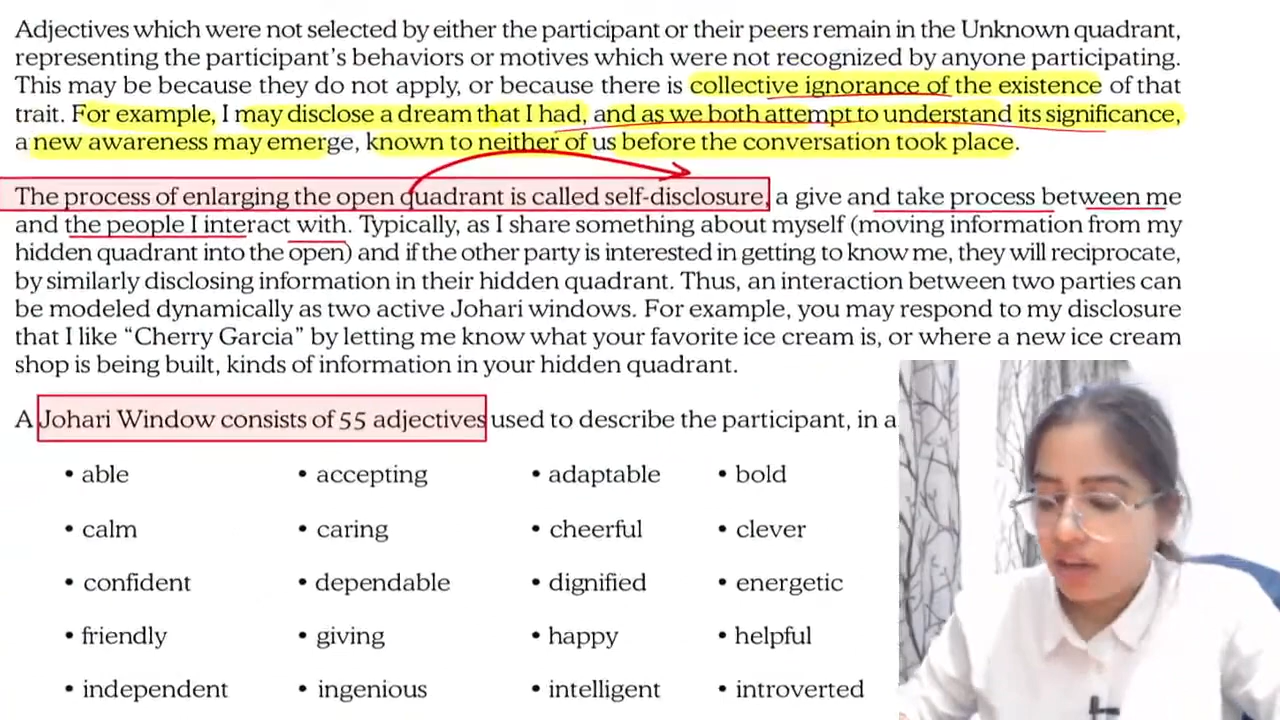 Adjectives which were not selected by either the participant or their peers remain in the Unknown quadrant,
representing the participant's behaviors or motives which were not recognized by anyone participating.
This may be because they do not apply, or because there is collective ignorance of the existence of that
trait. For example, I may disclose a dream that I had, and as we both attempt to understand its significance,
a new awareness may emerge, known to neither of us before the conversation took place.
The process of enlarging the open quadrant is called self-disclosure, a give and take process between me
and the people I interact with. Typically, as I share something about myself (moving information from my
hidden quadrant into the open) and if the other party is interested in getting to know me, they will reciprocate,
by similarly disclosing information in their hidden quadrant. Thus, an interaction between two parties can
be modeled dynamically as two active Johari windows. For example, you may respond to my disclosure
that I like “Cherry Garcia” by letting me know what your favorite ice cream is, or where a new ice cream
shop is being built, kinds of information in your hidden quadrant.
A Johari Window consists of 55 adjectives used to describe the participant, in a
• able • accepting • adaptable • bold
• calm • caring • cheerful • clever
• confident • dependable • dignified • energetic
• friendly • giving • happy • helpful
• independent • ingenious • intelligent • introverted